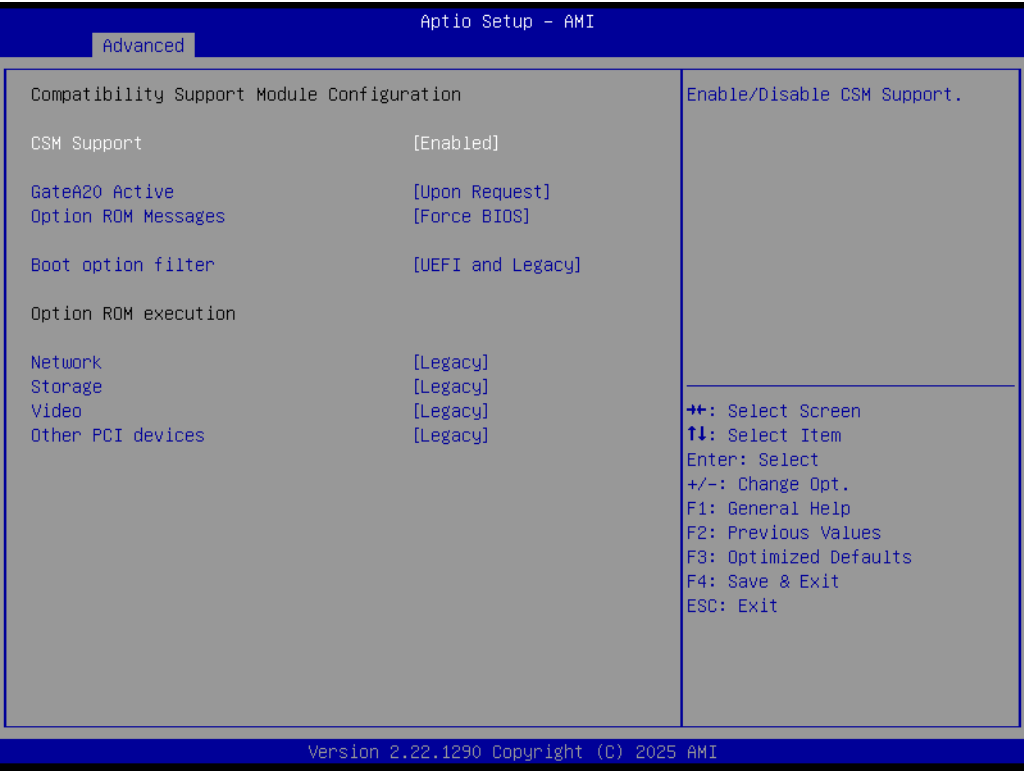 Aptio Setup – AMI
Advanced
Compatibility Support Module Configuration
CSM Support [Enabled]
GateA20 Active [Upon Request]
Option ROM Messages [Force BIOS]
Boot option filter [UEFI and Legacy]
Option ROM execution
Network [Legacy]
Storage [Legacy]
Video [Legacy]
Other PCI devices [Legacy]
Enable/Disable CSM Support.
→←: Select Screen
↑↓: Select Item
Enter: Select
+/-: Change Opt.
F1: General Help
F2: Previous Values
F3: Optimized Defaults
F4: Save & Exit
ESC: Exit
Version 2.22.1290 Copyright (C) 2025 AMI